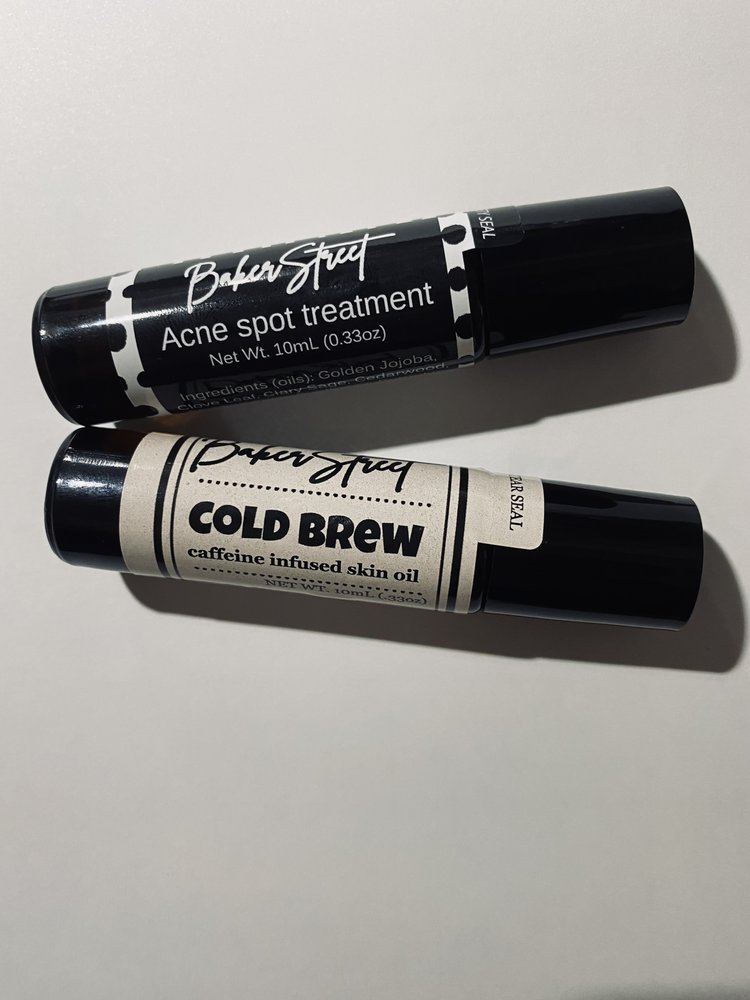 Baker Street
Acne spot treatment
Net Wt. 10mL (0.33oz)
Ingredients (oils): Golden Jojoba,
Clove Leaf, Clary Sage, Cedarwood,
SEAL
Baker Street
COLD BREW
caffeine infused skin oil
NET WT. 10mL (.33oz)
SEAL